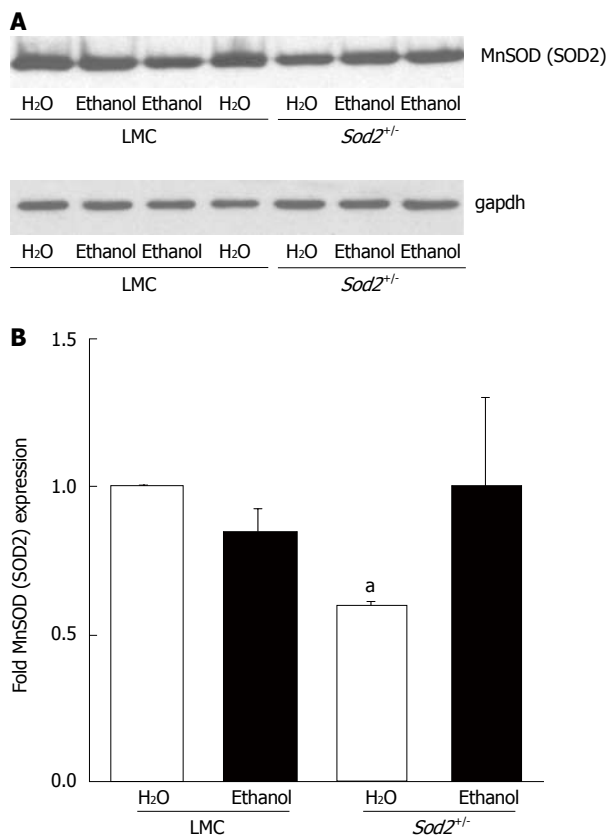 A
MnSOD (SOD2)
H₂O Ethanol Ethanol H₂O H₂O Ethanol Ethanol
LMC Sod2⁺/⁻
gapdh
H₂O Ethanol Ethanol H₂O H₂O Ethanol Ethanol
LMC Sod2⁺/⁻
B
Fold MnSOD (SOD2) expression
1.5
1.0
0.5
0.0
a
H₂O Ethanol H₂O Ethanol
LMC Sod2⁺/⁻